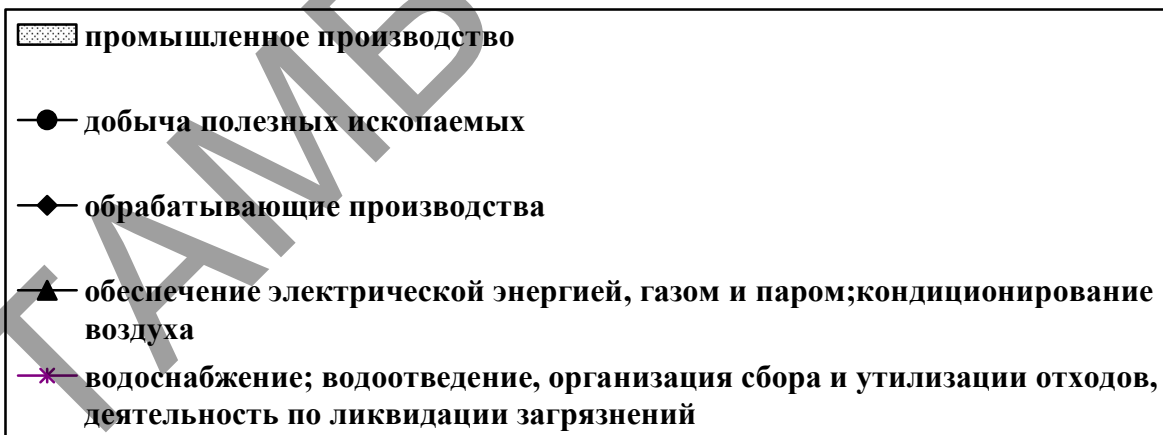 промышленное производство
добыча полезных ископаемых
обрабатывающие производства
обеспечение электрической энергией, газом и паром;кондиционирование
воздуха
водоснабжение; водоотведение, организация сбора и утилизации отходов,
деятельность по ликвидации загрязнений
ТАМБ